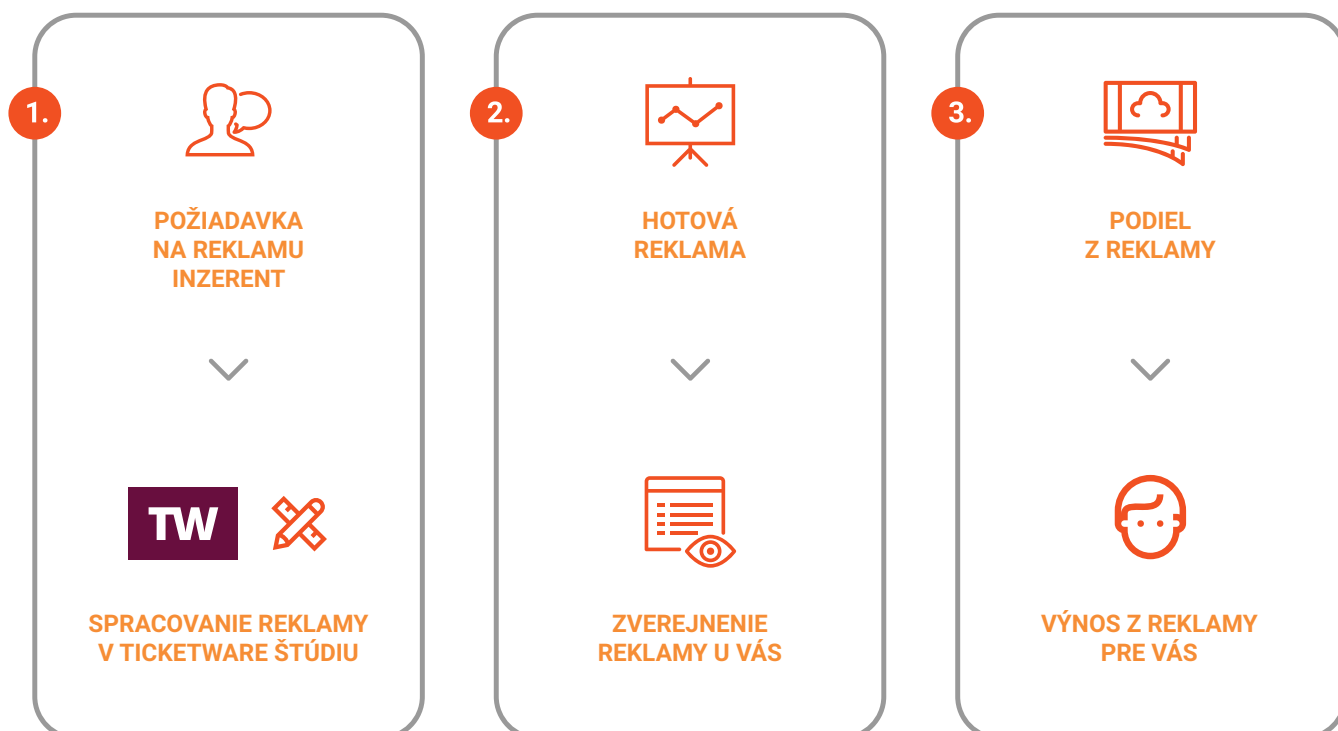 1.
POŽIADAVKA
NA REKLAMU
INZERENT
TW
SPRACOVANIE REKLAMY
V TICKETWARE ŠTÚDIU
2.
HOTOVÁ
REKLAMA
ZVEREJNENIE
REKLAMY U VÁS
3.
PODIEL
Z REKLAMY
VÝNOS Z REKLAMY
PRE VÁS